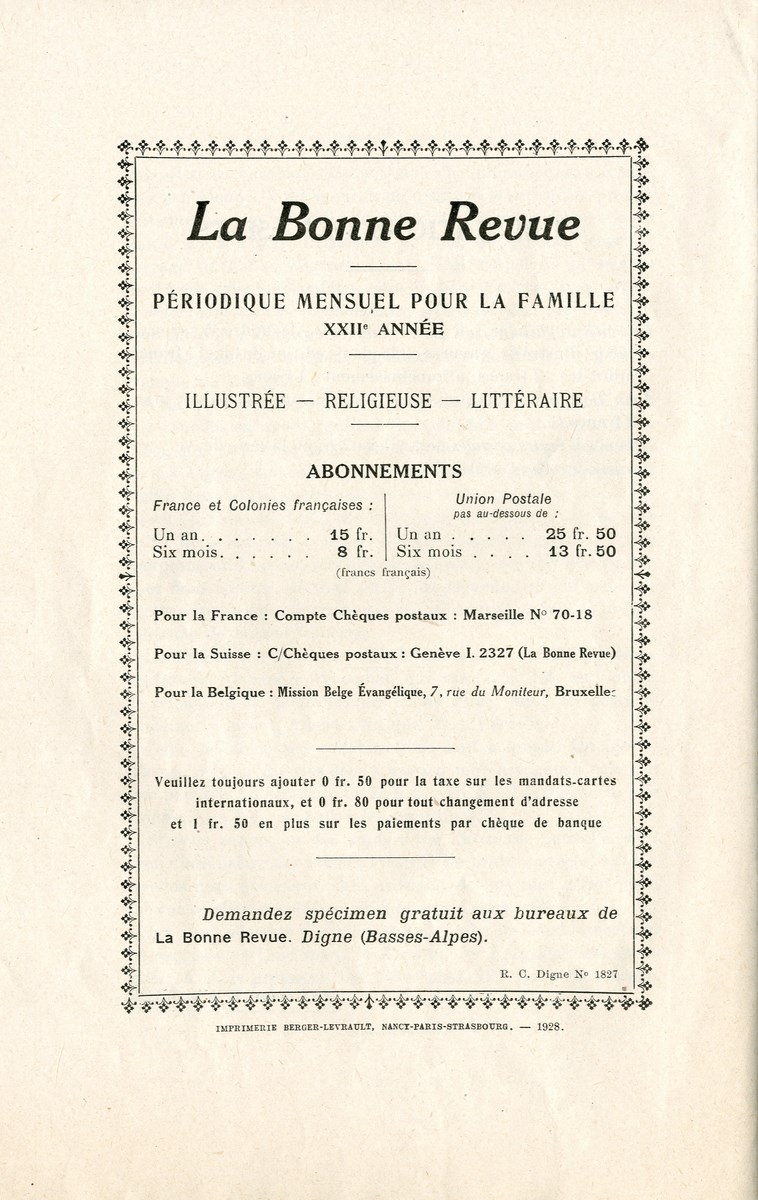 La Bonne Revue
PÉRIODIQUE MENSUEL POUR LA FAMILLE
XXIIe ANNÉE
ILLUSTRÉE — RELIGIEUSE — LITTÉRAIRE
ABONNEMENTS
France et Colonies françaises :
Un an . . . . . . . 15 fr.
Six mois . . . . . . 8 fr.
Union Postale
pas au-dessous de :
Un an . . . . . 25 fr. 50
Six mois . . . . 13 fr. 50
(francs français)
Pour la France : Compte Chèques postaux : Marseille No 70-18
Pour la Suisse : C/Chèques postaux : Genève I. 2327 (La Bonne Revue)
Pour la Belgique : Mission Belge Évangélique, 7, rue du Moniteur, Bruxelles
Veuillez toujours ajouter 0 fr. 50 pour la taxe sur les mandats-cartes
internationaux, et 0 fr. 80 pour tout changement d'adresse
et 1 fr. 50 en plus sur les paiements par chèque de banque
Demandez spécimen gratuit aux bureaux de
La Bonne Revue. Digne (Basses-Alpes).
R. C. Digne No 1827
IMPRIMERIE BERGER-LEVRAULT, NANCY-PARIS-STRASBOURG. — 1928.